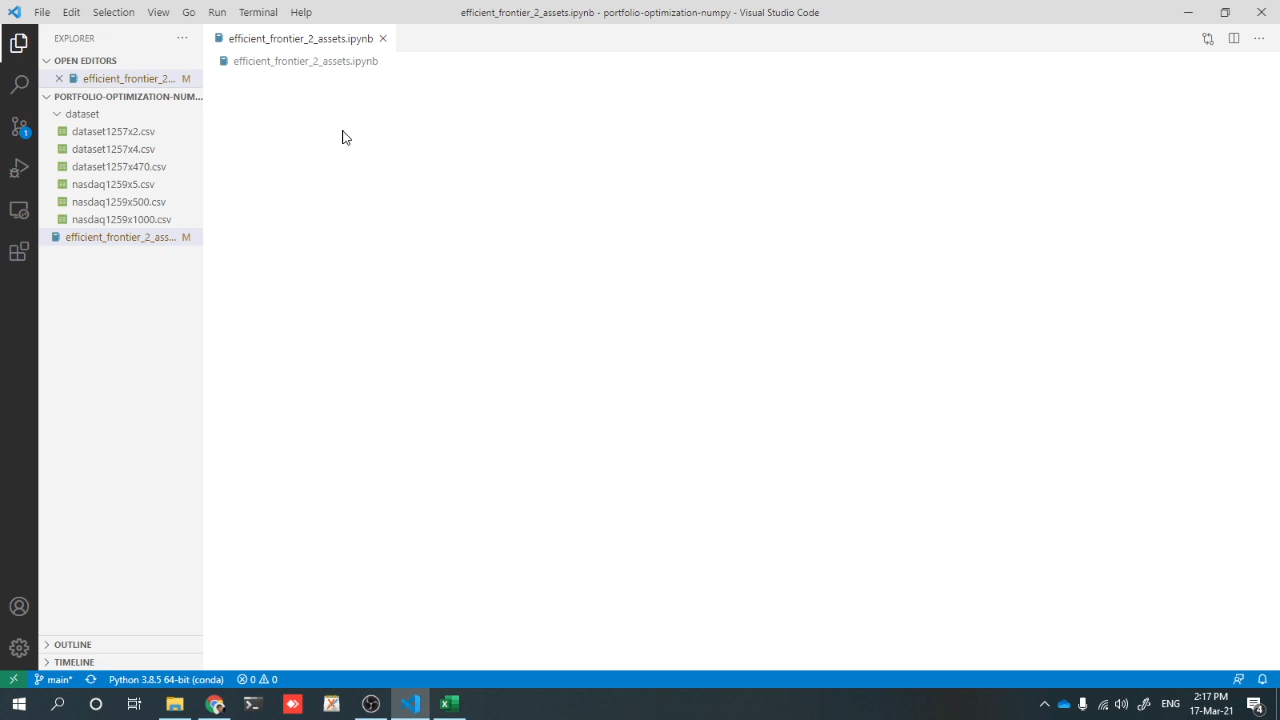 File Edit Selection View Go Run Terminal Help
efficient_frontier_2_assets.ipynb - portfolio-optimization-numpy - Visual Studio Code
EXPLORER
efficient_frontier_2_assets.ipynb
OPEN EDITORS
efficient_frontier_2_assets.ipynb
efficient_frontier_2... M
PORTFOLIO-OPTIMIZATION-NUM...
dataset
dataset1257x2.csv
dataset1257x4.csv
dataset1257x470.csv
nasdaq1259x5.csv
nasdaq1259x500.csv
nasdaq1259x1000.csv
efficient_frontier_2_ass... M
1
OUTLINE
TIMELINE
main* Python 3.8.5 64-bit (conda) 0 0
ENG
2:17 PM
17-Mar-21
4